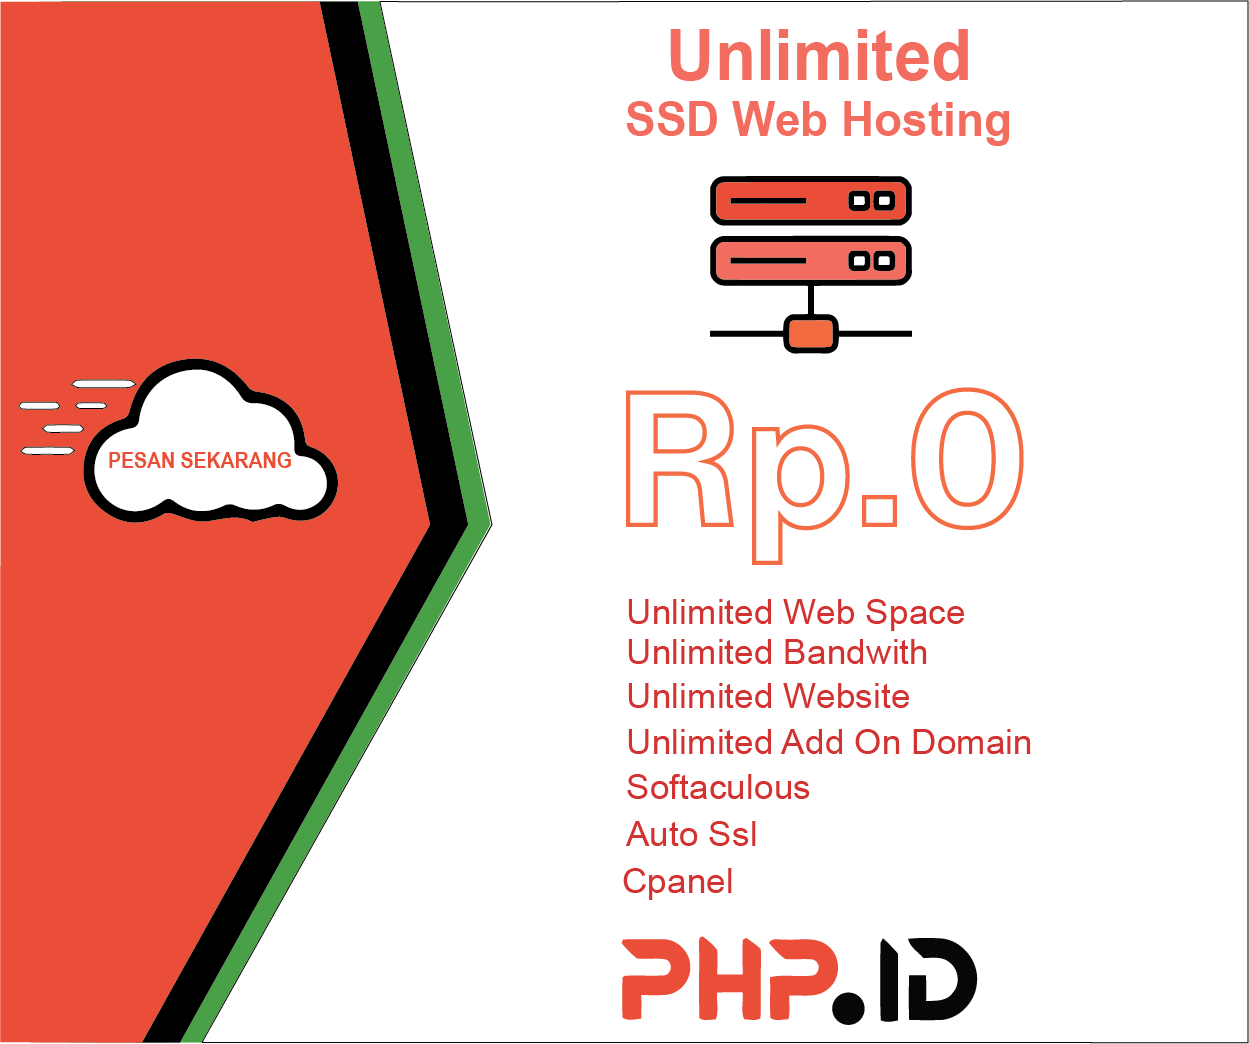 Unlimited
SSD Web Hosting
PESAN SEKARANG
Rp.0
Unlimited Web Space
Unlimited Bandwith
Unlimited Website
Unlimited Add On Domain
Softaculous
Auto Ssl
Cpanel
PHP.ID